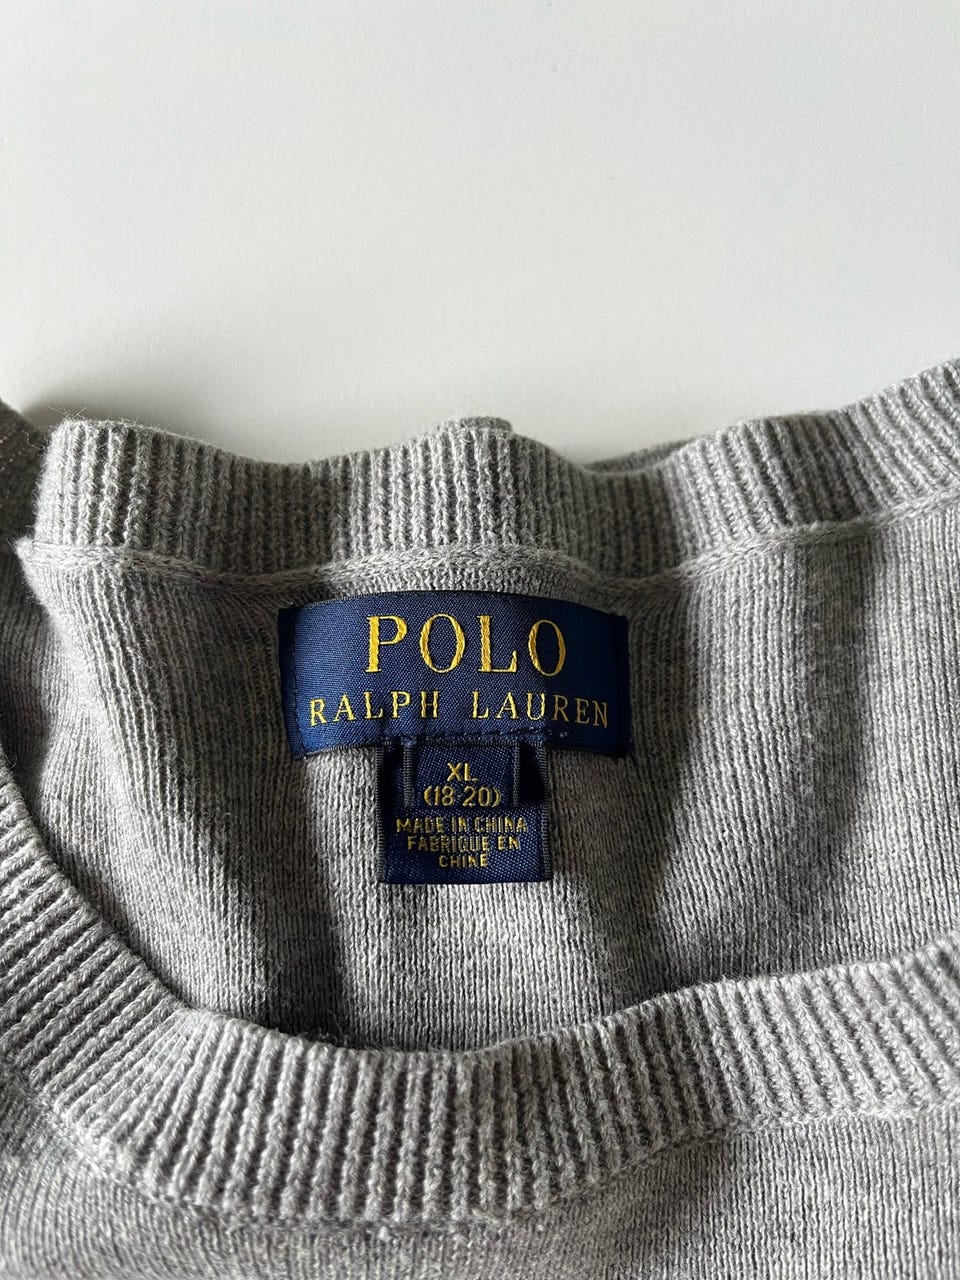 POLO
RALPH LAUREN
XL
(18-20)
MADE IN CHINA
FABRIQUE EN
CHINE